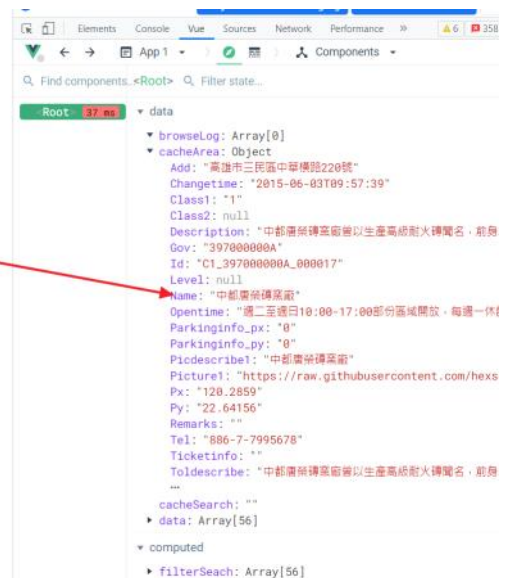 Elements Console Vue Sources Network Performance » 6 358
App 1 Components
Find components... <Root> Filter state...
Root 37 ms
data
browseLog: Array[0]
cacheArea: Object
Add: "高雄市三民區中華橫路220號"
Changetime: "2015-06-03T09:57:39"
Class1: "1"
Class2: null
Description: "中都唐榮磚窯廠曾以生產高級耐火磚聞名，前身
Gov: "397000000A"
Id: "C1_397000000A_000017"
Level: null
Name: "中都唐榮磚窯廠"
Opentime: "週二至週日10:00-17:00部份區域開放，每週一休
Parkinginfo_px: "0"
Parkinginfo_py: "0"
Picdescribe1: "中都唐榮磚窯廠"
Picture1: "https://raw.githubusercontent.com/hexs
Px: "120.2859"
Py: "22.64156"
Remarks: ""
Tel: "886-7-7995678"
Ticketinfo: ""
Toldescribe: "中都唐榮磚窯廠曾以生產高級耐火磚聞名，前身
...
cacheSearch: ""
data: Array[56]
computed
filterSeach: Array[56]